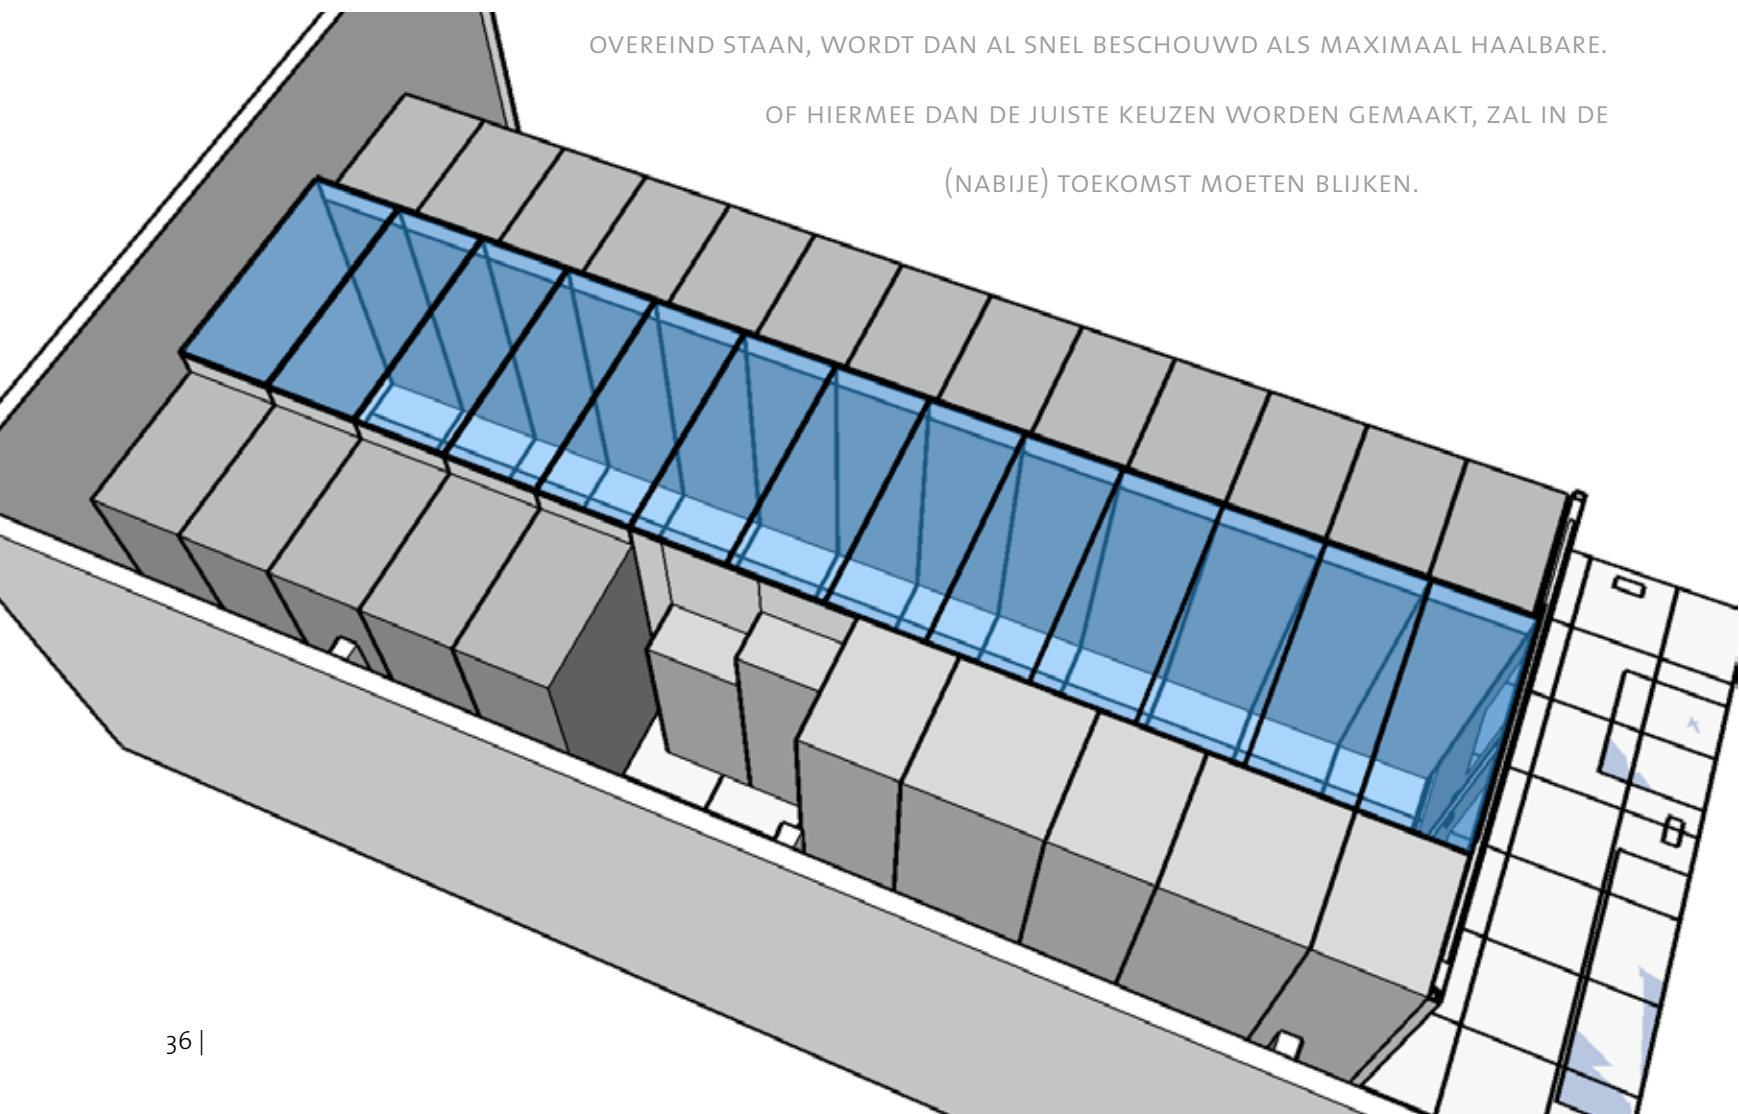 OVEREIND STAAN, WORDT DAN AL SNEL BESCHOUWD ALS MAXIMAAL HAALBARE.
OF HIERMEE DAN DE JUISTE KEUZEN WORDEN GEMAAKT, ZAL IN DE
(NABIJE) TOEKOMST MOETEN BLIJKEN.
36 |